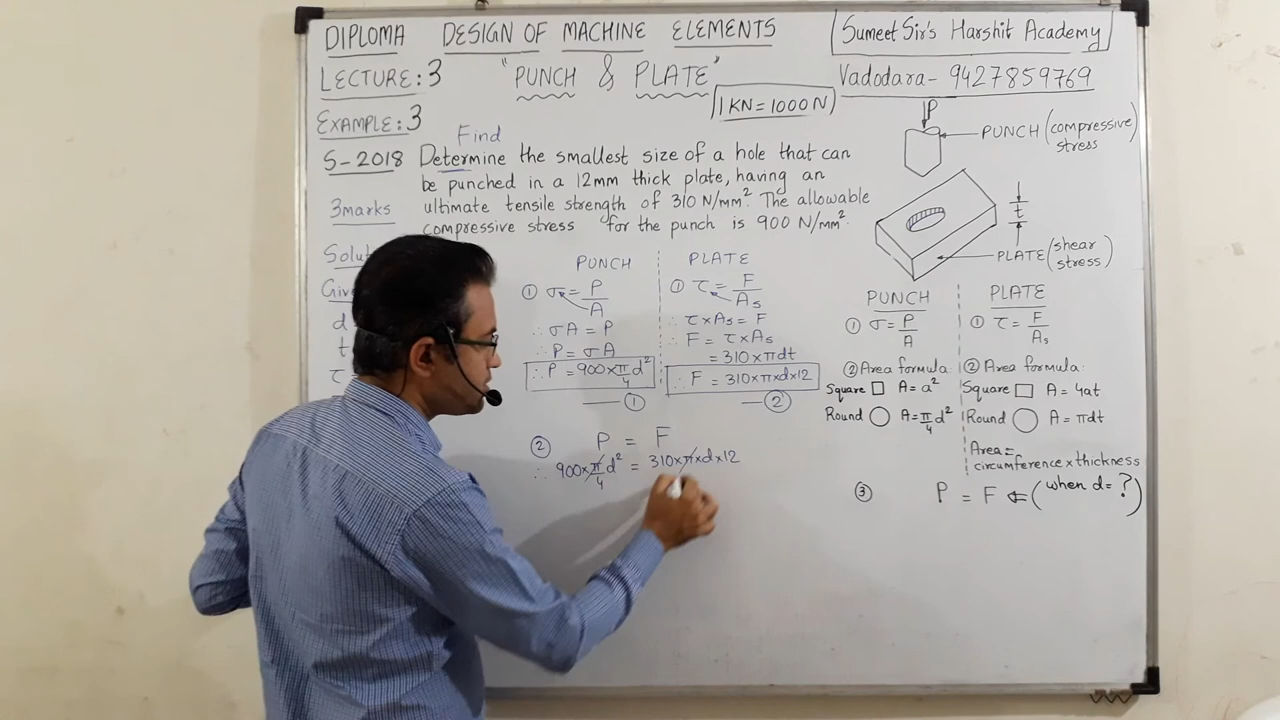 DIPLOMA DESIGN OF MACHINE ELEMENTS
LECTURE:3 "PUNCH & PLATE"
1 KN = 1000 N
EXAMPLE:3
Find
S-2018 Determine the smallest size of a hole that can
be punched in a 12mm thick plate, having an
ultimate tensile strength of 310 N/mm². The allowable
compressive stress for the punch is 900 N/mm².
3marks
Sumeet Sir's Harshit Academy
Vadodara- 9427859769
P
PUNCH (compressive stress)
t
PLATE (shear stress)
d
t
τ
PUNCH
① σ = P/A
∴ σA = P
∴ P = σA
∴ P = 900×π/4 d²
—— ①
PLATE
① τ = F/As
∴ τ×As = F
∴ F = τ×As
= 310×πdt
∴ F = 310×π×d×12
—— ②
② P = F
∴ 900×π/4 d² = 310×π×d×12
PUNCH
① σ = P/A
② Area formula:
Square □ A = a²
Round ○ A = π/4 d²
PLATE
① τ = F/As
② Area formula:
Square □ A = 4at
Round ○ A = πdt
Area =
circumference × thickness
③ P = F ⇐ (when d = ?)